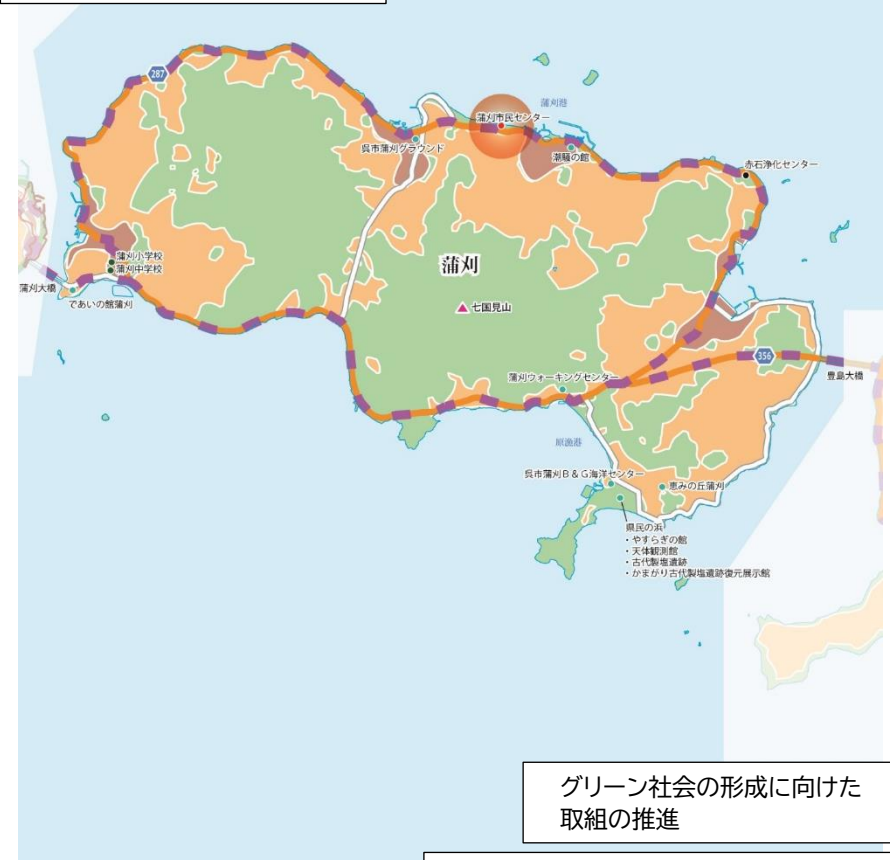 287
蒲刈港
蒲刈市民センター
呉市蒲刈グラウンド
潮騒の館
赤石浄化センター
蒲刈小学校
蒲刈中学校
蒲刈大橋
であいの館蒲刈
蒲刈
七国見山
356
蒲刈ウォーキングセンター
豊島大橋
原漁港
呉市蒲刈B&G海洋センター
恵みの丘蒲刈
県民の浜
・やすらぎの館
・天体観測館
・古代製塩遺跡
・かまがり古代製塩遺跡復元展示館
グリーン社会の形成に向けた
取組の推進